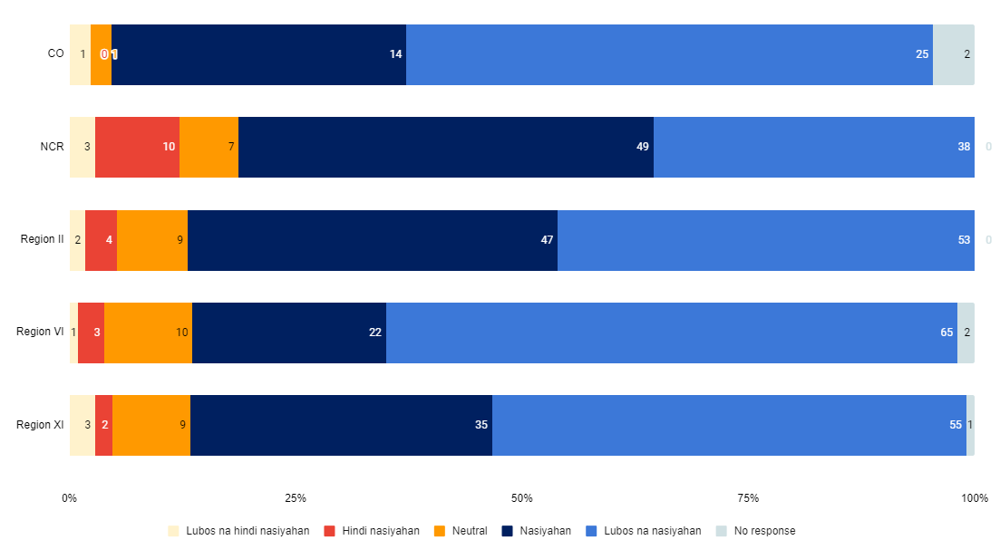 CO 1 0 1 14 25 2
NCR 3 10 7 49 38 0
Region II 2 4 9 47 53 0
Region VI 1 3 10 22 65 2
Region XI 3 2 9 35 55 1
0% 25% 50% 75% 100%
Lubos na hindi nasiyahan Hindi nasiyahan Neutral Nasiyahan Lubos na nasiyahan No response